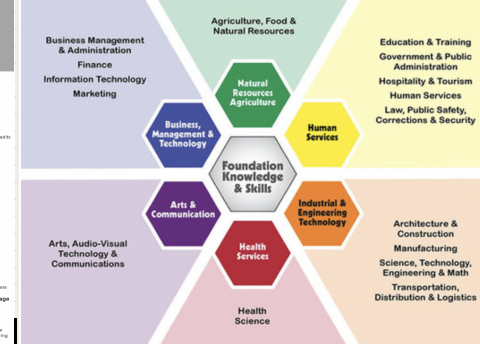 Agriculture, Food &
Natural Resources
Business Management
& Administration
Finance
Information Technology
Marketing
Education & Training
Government & Public
Administration
Hospitality & Tourism
Human Services
Law, Public Safety,
Corrections & Security
Natural
Resources
Agriculture
Business,
Management &
Technology
Human
Services
Foundation
Knowledge
& Skills
Arts &
Communication
Industrial &
Engineering
Technology
Health
Services
Arts, Audio-Visual
Technology &
Communications
Architecture &
Construction
Manufacturing
Science, Technology,
Engineering & Math
Transportation,
Distribution & Logistics
Health
Science